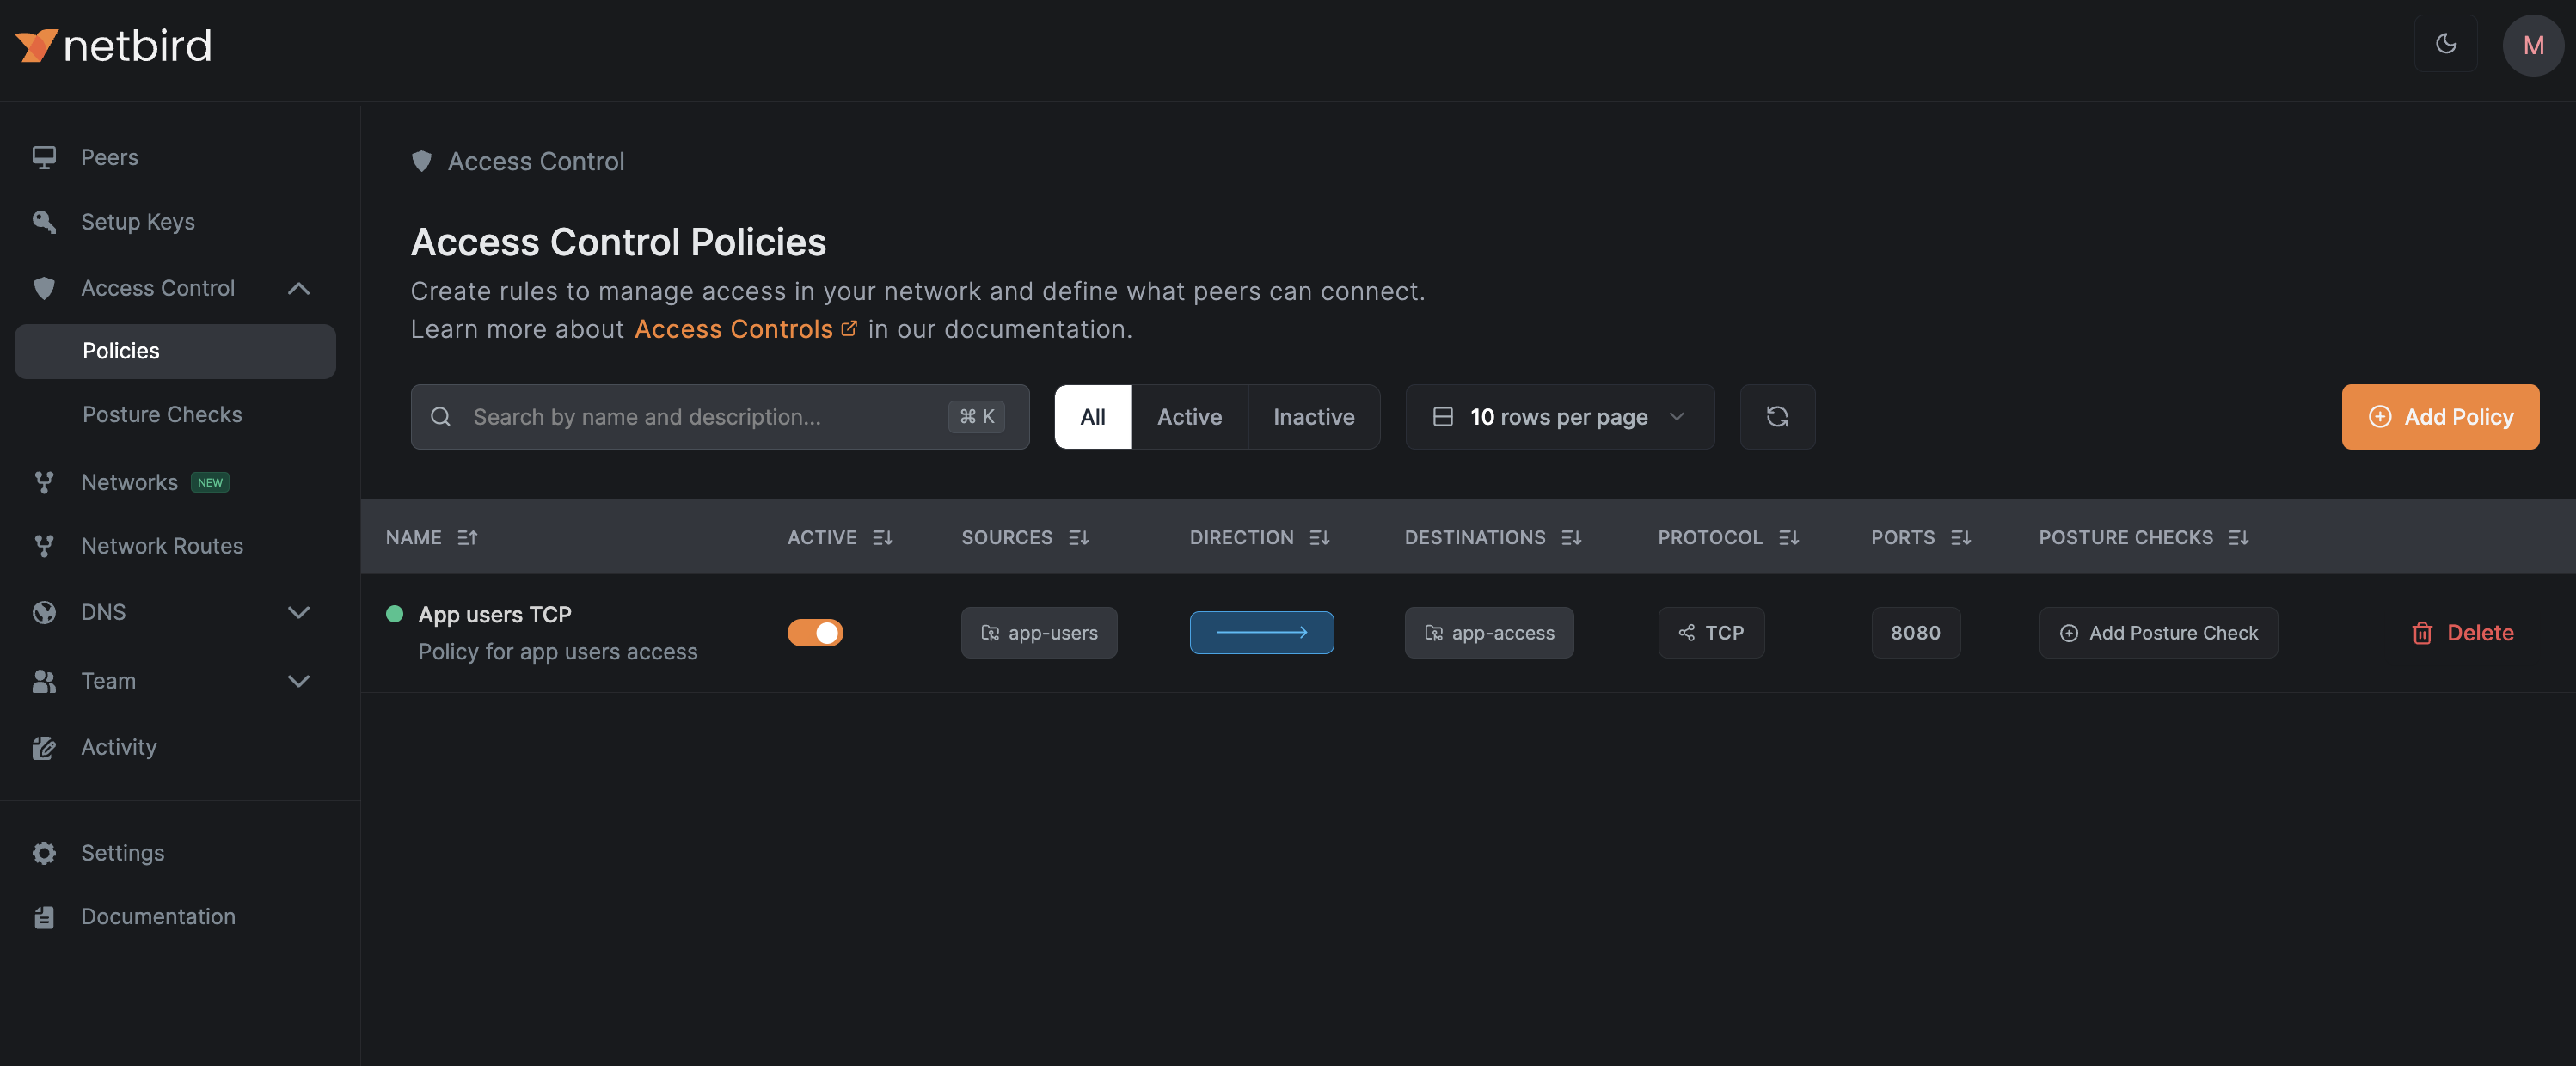 netbird
M
Peers
Setup Keys
Access Control
Policies
Posture Checks
Networks NEW
Network Routes
DNS
Team
Activity
Settings
Documentation
Access Control
Access Control Policies
Create rules to manage access in your network and define what peers can connect.
Learn more about Access Controls in our documentation.
Search by name and description... ⌘ K
All Active Inactive
10 rows per page
Add Policy
NAME ACTIVE SOURCES DIRECTION DESTINATIONS PROTOCOL PORTS POSTURE CHECKS
App users TCP
Policy for app users access
app-users app-access TCP 8080 Add Posture Check Delete